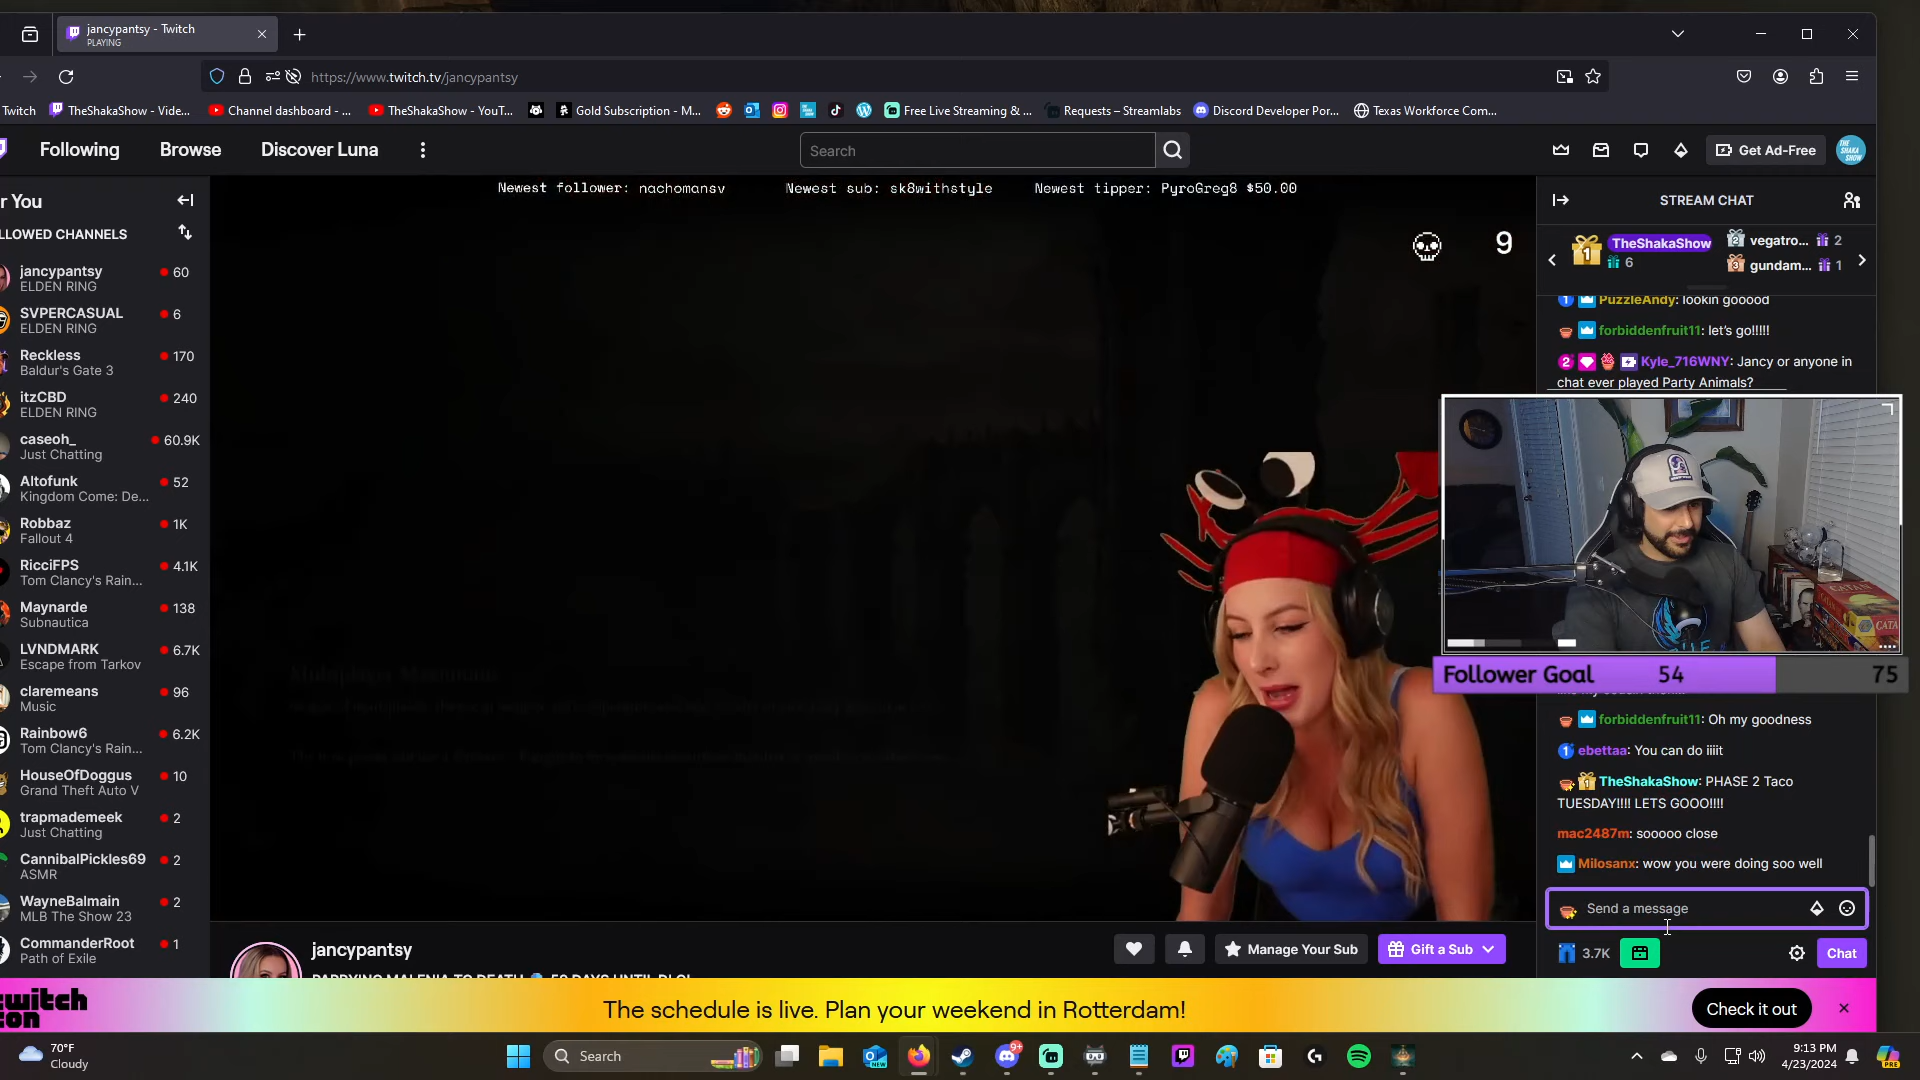 jancypantsy - Twitch
PLAYING
https://www.twitch.tv/jancypantsy
Twitch
TheShakaShow - Vide...
Channel dashboard - ...
TheShakaShow - YouT...
Gold Subscription - M...
Free Live Streaming & ...
Requests – Streamlabs
Discord Developer Por...
Texas Workforce Com...
Following
Browse
Discover Luna
Search
Get Ad-Free
THE SHAKA SHOW
r You
LLOWED CHANNELS
jancypantsy
60
ELDEN RING
SVPERCASUAL
6
ELDEN RING
Reckless
170
Baldur's Gate 3
itzCBD
240
ELDEN RING
caseoh_
60.9K
Just Chatting
Altofunk
52
Kingdom Come: De...
Robbaz
1K
Fallout 4
RicciFPS
4.1K
Tom Clancy's Rain...
Maynarde
138
Subnautica
LVNDMARK
6.7K
Escape from Tarkov
claremeans
96
Music
Rainbow6
6.2K
Tom Clancy's Rain...
HouseOfDoggus
10
Grand Theft Auto V
trapmademeek
2
Just Chatting
CannibalPickles69
2
ASMR
WayneBalmain
2
MLB The Show 23
CommanderRoot
1
Path of Exile
Newest follower: nachomansv
Newest sub: sk8withstyle
Newest tipper: PyroGreg8 $50.00
9
STREAM CHAT
1
TheShakaShow
6
2
vegatro...
2
3
gundam...
1
PuzzleAndy: lookin gooood
forbiddenfruit11: let's go!!!!!
Kyle_716WNY: Jancy or anyone in
chat ever played Party Animals?
CATA
Follower Goal 54 75
forbiddenfruit11: Oh my goodness
ebettaa: You can do iiiit
TheShakaShow: PHASE 2 Taco
TUESDAY!!!! LETS GOOO!!!!
mac2487m: sooooo close
Milosanx: wow you were doing soo well
Send a message
3.7K
Chat
jancypantsy
Manage Your Sub
Gift a Sub
twitch
con
The schedule is live. Plan your weekend in Rotterdam!
Check it out
70°F
Cloudy
Search
9+
NEW
PRE
9:13 PM
4/23/2024